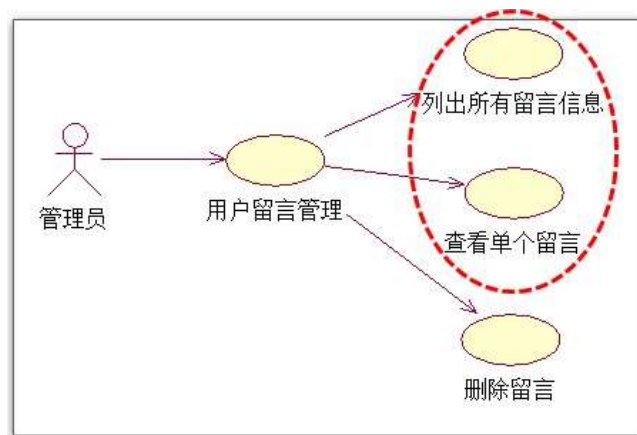 列出所有留言信息
管理员
用户留言管理
查看单个留言
删除留言